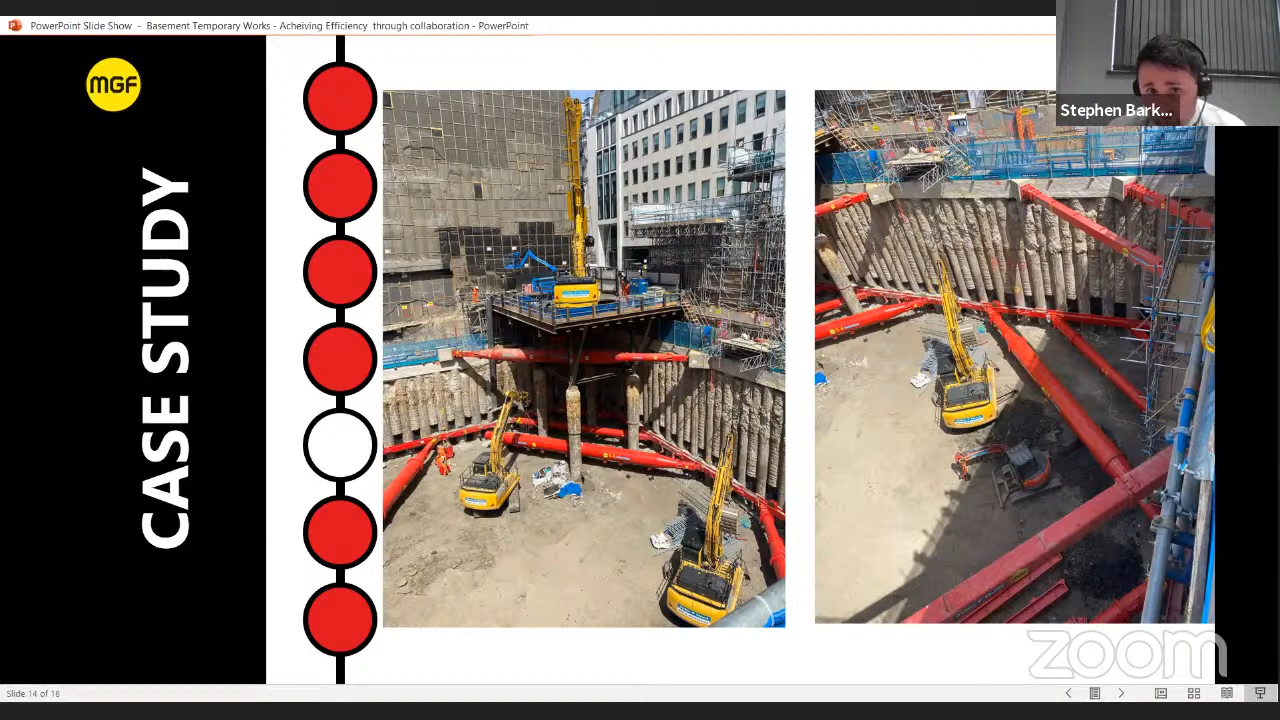 PowerPoint Slide Show - Basement Temporary Works - Acheiving Efficiency through collaboration - PowerPoint
Stephen Bark...
MGF
CASE STUDY
zoom
Slide 14 of 18